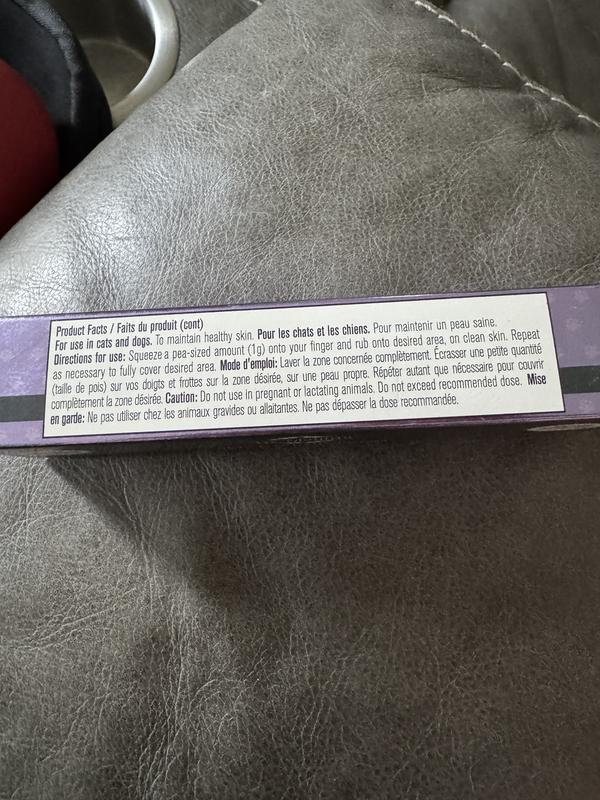 Product Facts / Faits du produit (cont)
For use in cats and dogs. To maintain healthy skin. Pour les chats et les chiens. Pour maintenir un peau saine.
Directions for use: Squeeze a pea-sized amount (1g) onto your finger and rub onto desired area, on clean skin. Repeat
as necessary to fully cover desired area. Mode d'emploi: Laver la zone concernée complètement. Écrasser une petite quantité
(taille de pois) sur vos doigts et frottes sur la zone désirée, sur une peau propre. Répéter autant que nécessaire pour couvrir
complètement la zone désirée. Caution: Do not use in pregnant or lactating animals. Do not exceed recommended dose. Mise
en garde: Ne pas utiliser chez les animaux gravides ou allaitantes. Ne pas dépasser la dose recommandée.